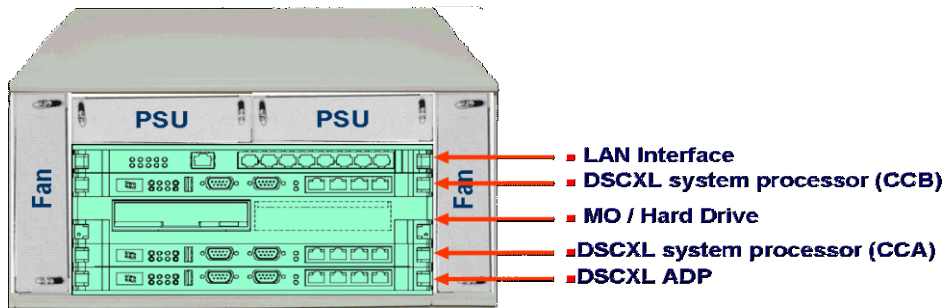 PSU PSU
Fan
Fan
LAN Interface
DSCXL system processor (CCB)
MO / Hard Drive
DSCXL system processor (CCA)
DSCXL ADP